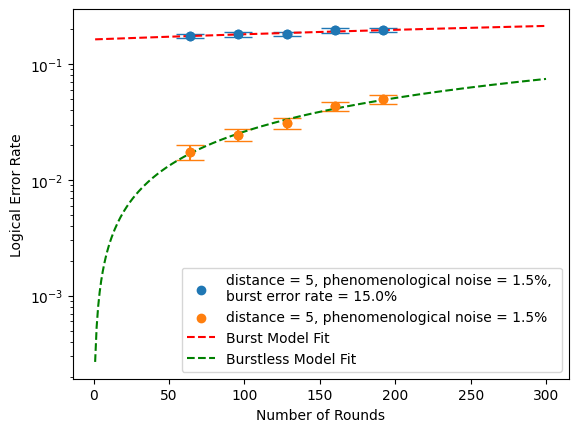 Logical Error Rate
10⁻¹
10⁻²
10⁻³
distance = 5, phenomenological noise = 1.5%,
burst error rate = 15.0%
distance = 5, phenomenological noise = 1.5%
Burst Model Fit
Burstless Model Fit
0 50 100 150 200 250 300
Number of Rounds